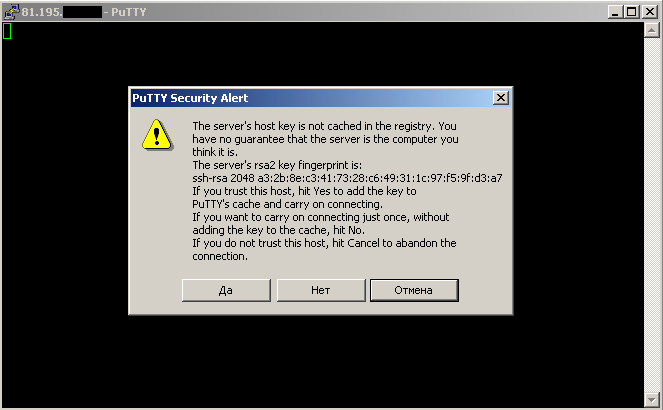 81.195. - PuTTY
PuTTY Security Alert
The server's host key is not cached in the registry. You
have no guarantee that the server is the computer you
think it is.
The server's rsa2 key fingerprint is:
ssh-rsa 2048 a3:2b:8e:c3:41:73:28:c6:49:31:1c:97:f5:9f:d3:a7
If you trust this host, hit Yes to add the key to
PuTTY's cache and carry on connecting.
If you want to carry on connecting just once, without
adding the key to the cache, hit No.
If you do not trust this host, hit Cancel to abandon the
connection.
Да Нет Отмена